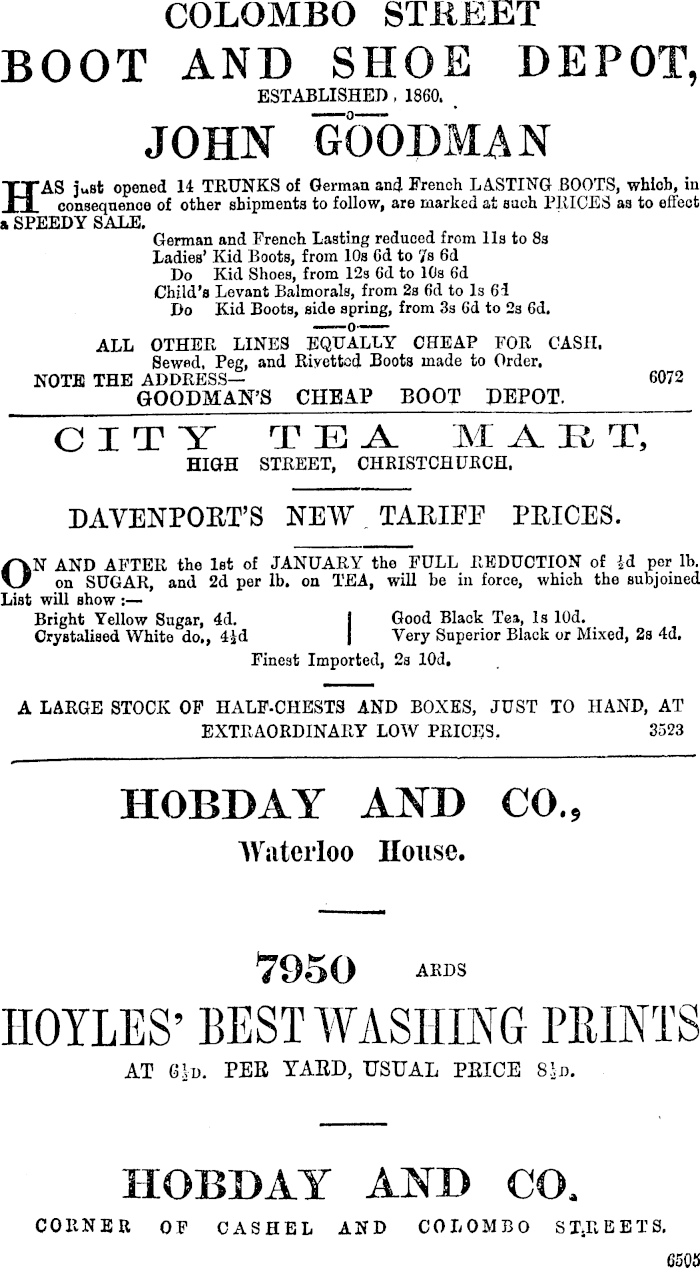 COLOMBO STREET
BOOT AND SHOE DEPOT,
ESTABLISHED, 1860.
JOHN GOODMAN
HAS just opened 14 TRUNKS of German and French LASTING BOOTS, which, in
consequence of other shipments to follow, are marked at such PRICES as to effect
a SPEEDY SALE.
German and French Lasting reduced from 11s to 8s
Ladies' Kid Boots, from 10s 6d to 7s 6d
Do Kid Shoes, from 12s 6d to 10s 6d
Child's Levant Balmorals, from 2s 6d to 1s 6d
Do Kid Boots, side spring, from 3s 6d to 2s 6d.
ALL OTHER LINES EQUALLY CHEAP FOR CASH.
Sewed, Peg, and Rivetted Boots made to Order.
NOTE THE ADDRESS— 6072
GOODMAN'S CHEAP BOOT DEPOT.
CITY TEA MART,
HIGH STREET, CHRISTCHURCH.
DAVENPORT'S NEW TARIFF PRICES.
ON AND AFTER the 1st of JANUARY the FULL REDUCTION of ½d per lb.
on SUGAR, and 2d per lb. on TEA, will be in force, which the subjoined
List will show :—
Bright Yellow Sugar, 4d. | Good Black Tea, 1s 10d.
Crystalised White do., 4½d | Very Superior Black or Mixed, 2s 4d.
Finest Imported, 2s 10d.
A LARGE STOCK OF HALF-CHESTS AND BOXES, JUST TO HAND, AT
EXTRAORDINARY LOW PRICES. 3523
HOBDAY AND CO.,
Waterloo House.
7950 ARDS
HOYLES' BEST WASHING PRINTS
AT 6½D. PER YARD, USUAL PRICE 8½D.
HOBDAY AND CO.
CORNER OF CASHEL AND COLOMBO STREETS.
6505